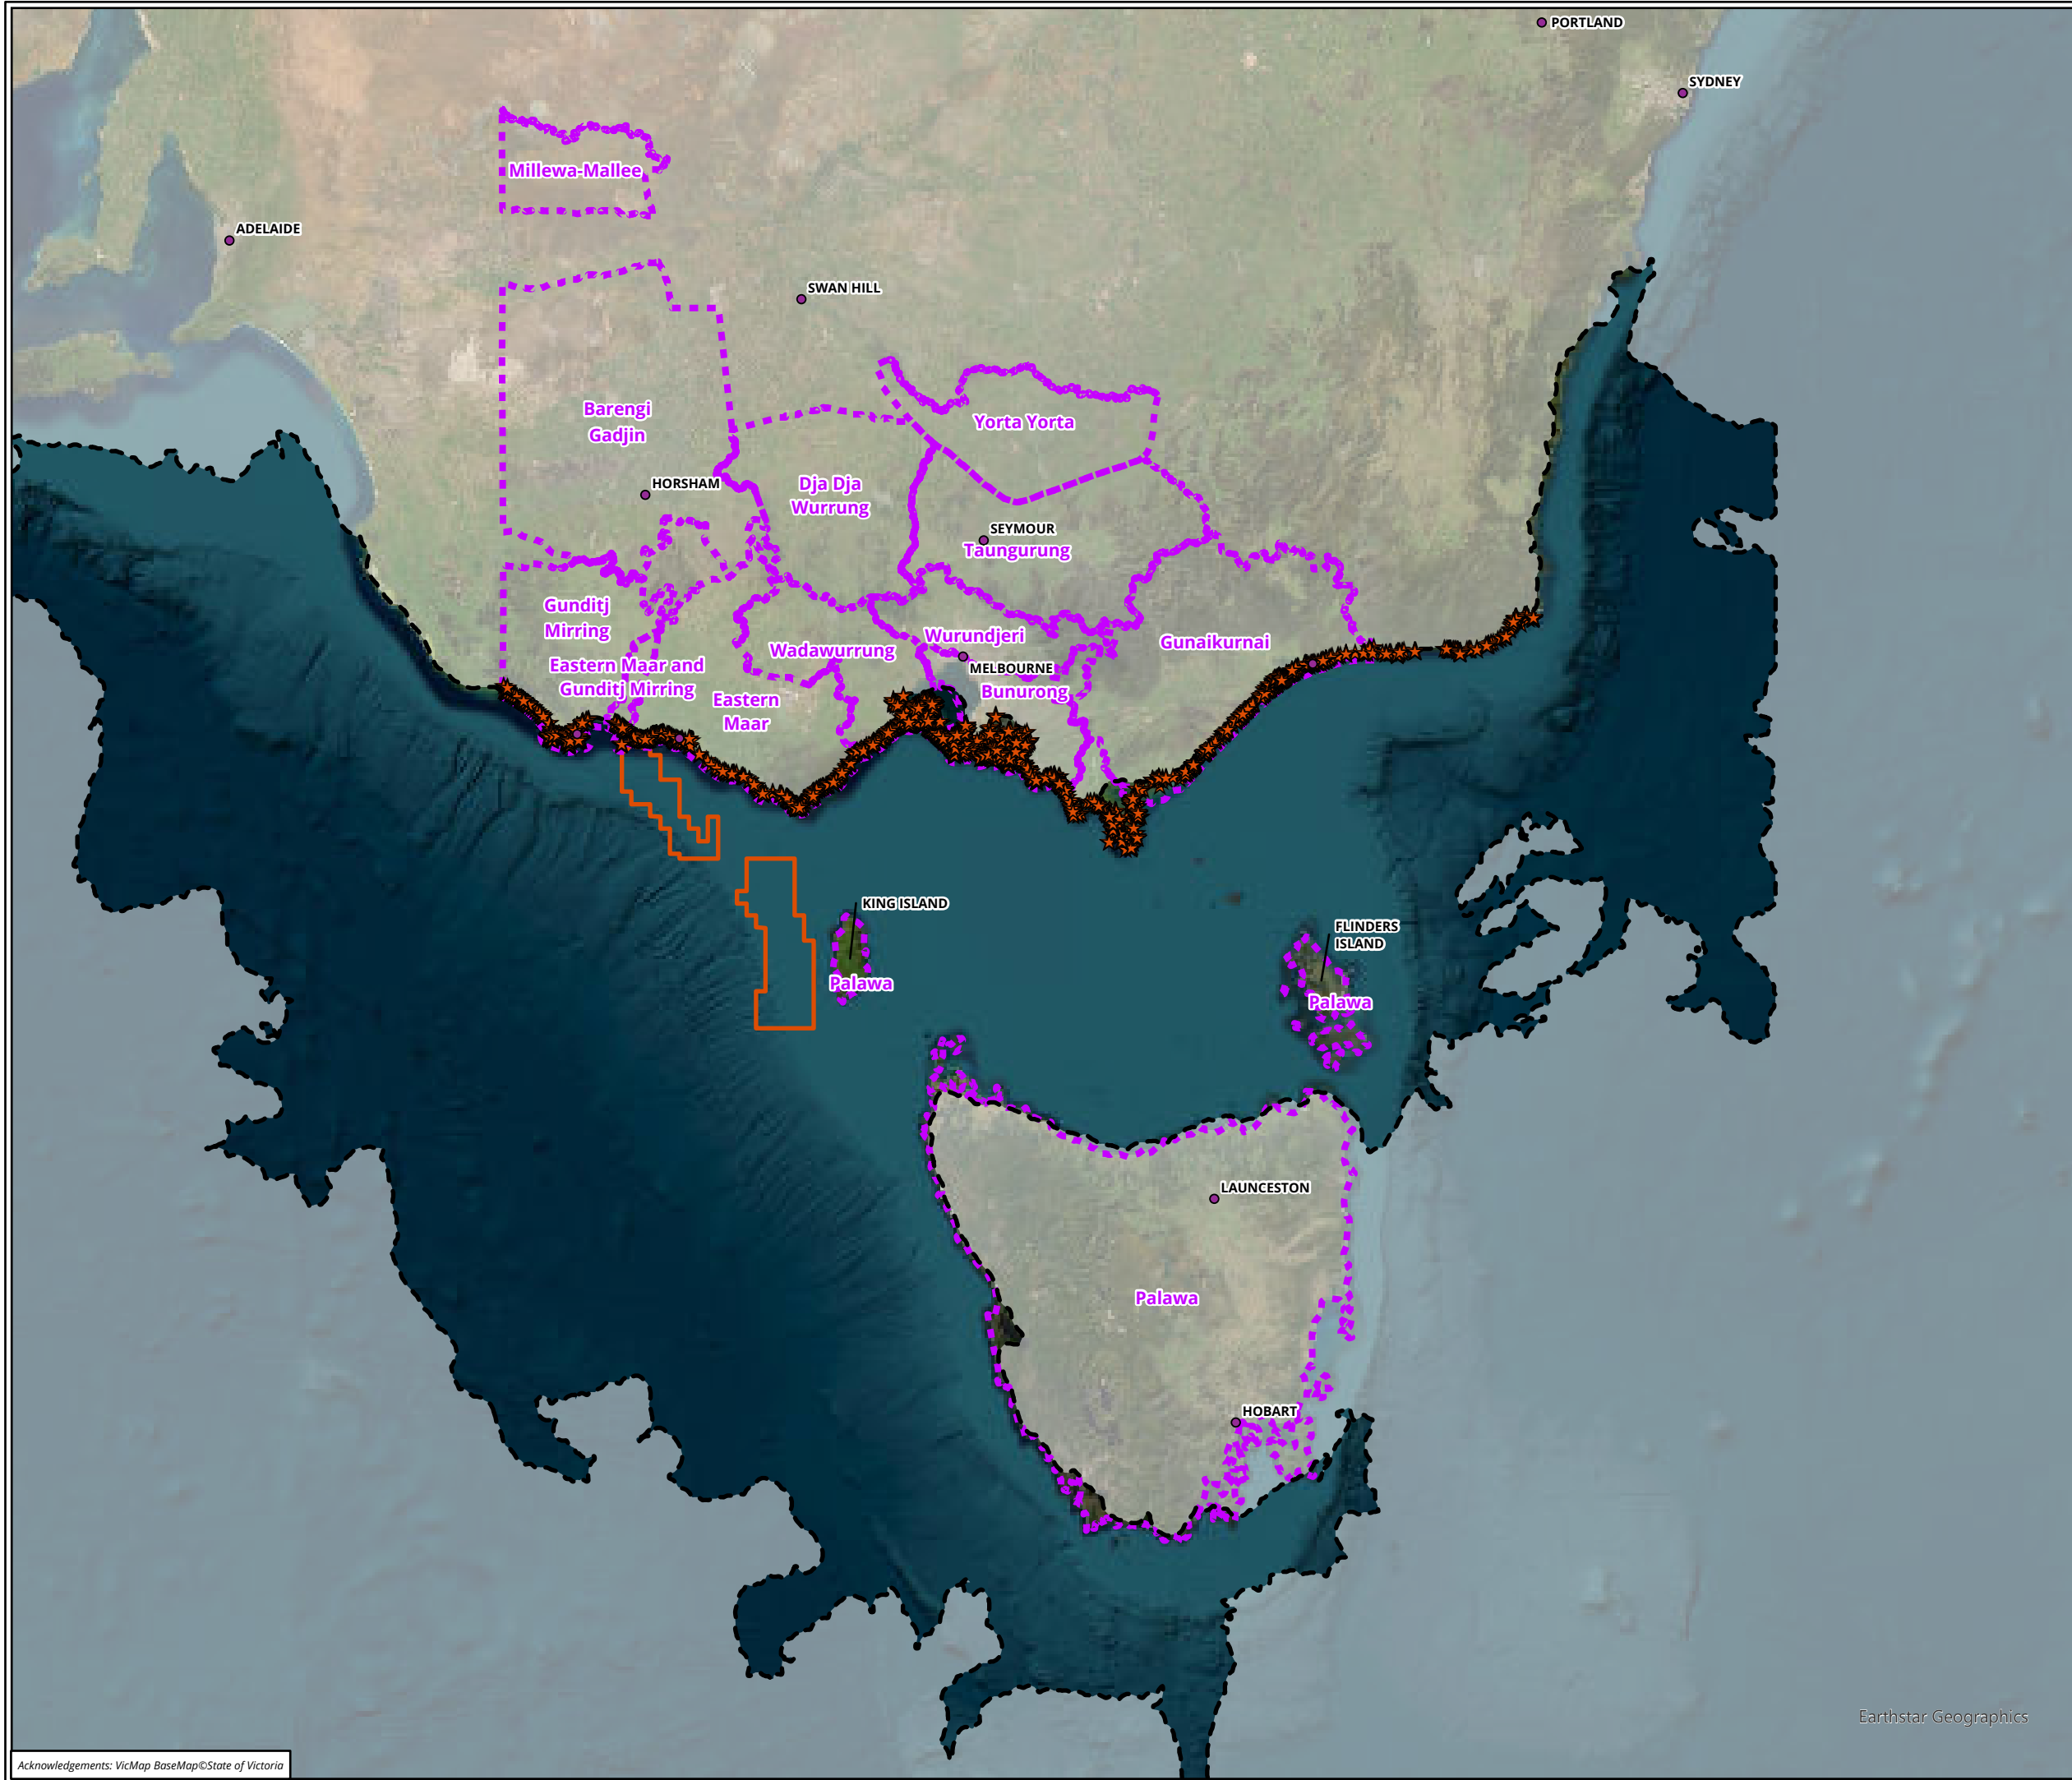 PORTLAND
SYDNEY
Millewa-Mallee
ADELAIDE
SWAN HILL
Barengi
Gadjin
Yorta Yorta
HORSHAM
Dja Dja
Wurrung
SEYMOUR
Taungurung
Gunditj
Mirring
Wurundjeri
Gunaikurnai
Wadawurrung
MELBOURNE
Eastern Maar and
Gunditj Mirring
Bunurong
Eastern
Maar
KING ISLAND
FLINDERS
ISLAND
Palawa
Palawa
LAUNCESTON
Palawa
HOBART
Earthstar Geographics
Acknowledgements: VicMap BaseMap©State of Victoria